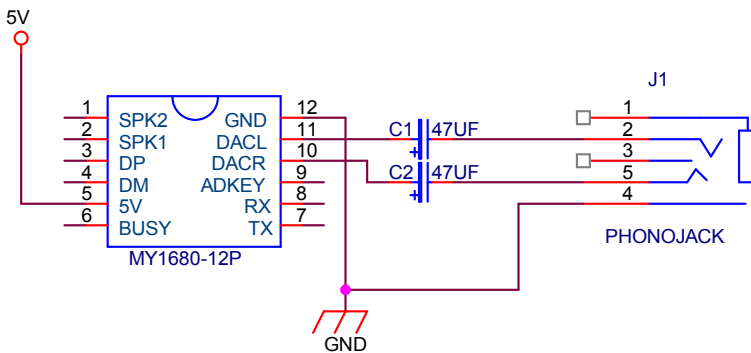 5V
J1
1 SPK2 GND 12
2 SPK1 DACL 11 C1 47UF
3 DP DACR 10
4 DM ADKEY 9 C2 47UF
5 5V RX 8
6 BUSY TX 7
+
+
1
2
3
5
4
MY1680-12P
PHONOJACK
GND